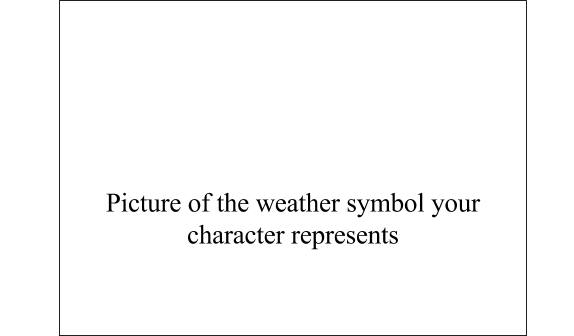 Picture of the weather symbol your
character represents